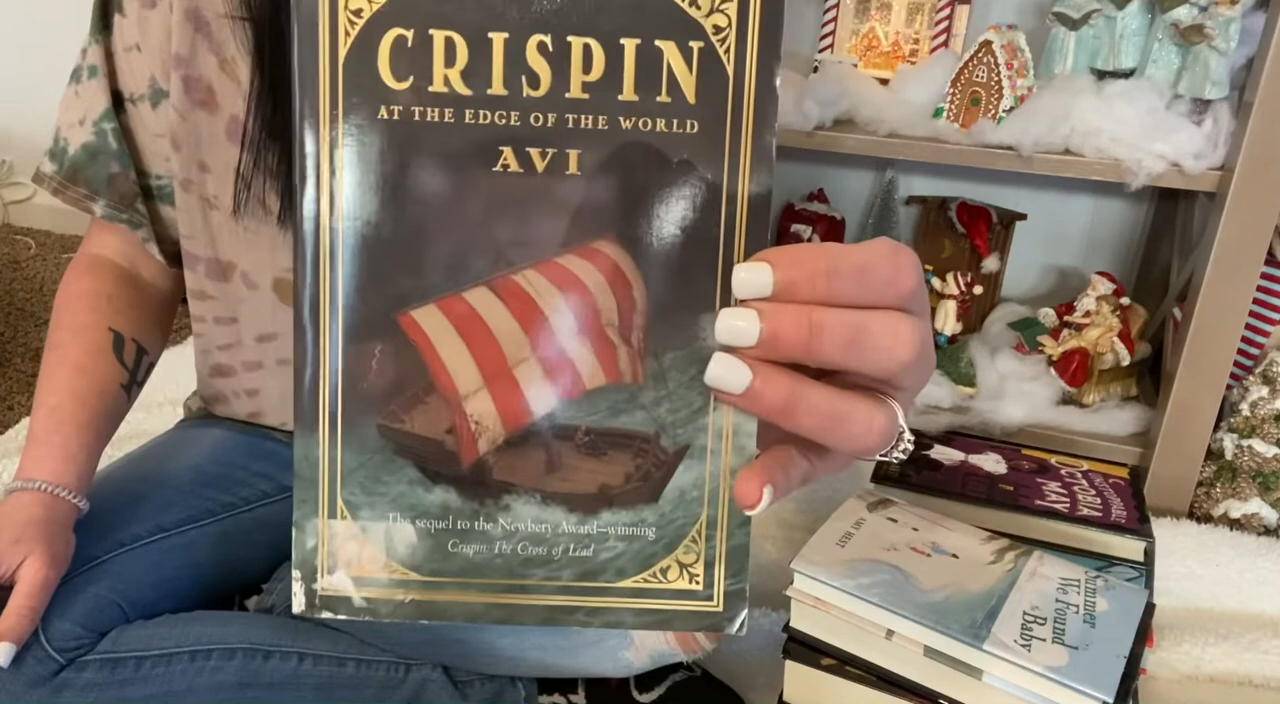 CRISPIN
AT THE EDGE OF THE WORLD
AVI
The sequel to the Newbery Award–winning
Crispin: The Cross of Lead
UNSTOPPABLE
OCTOBIA
MAY
AMY HEST
Summer
We Found
Baby
Ψ